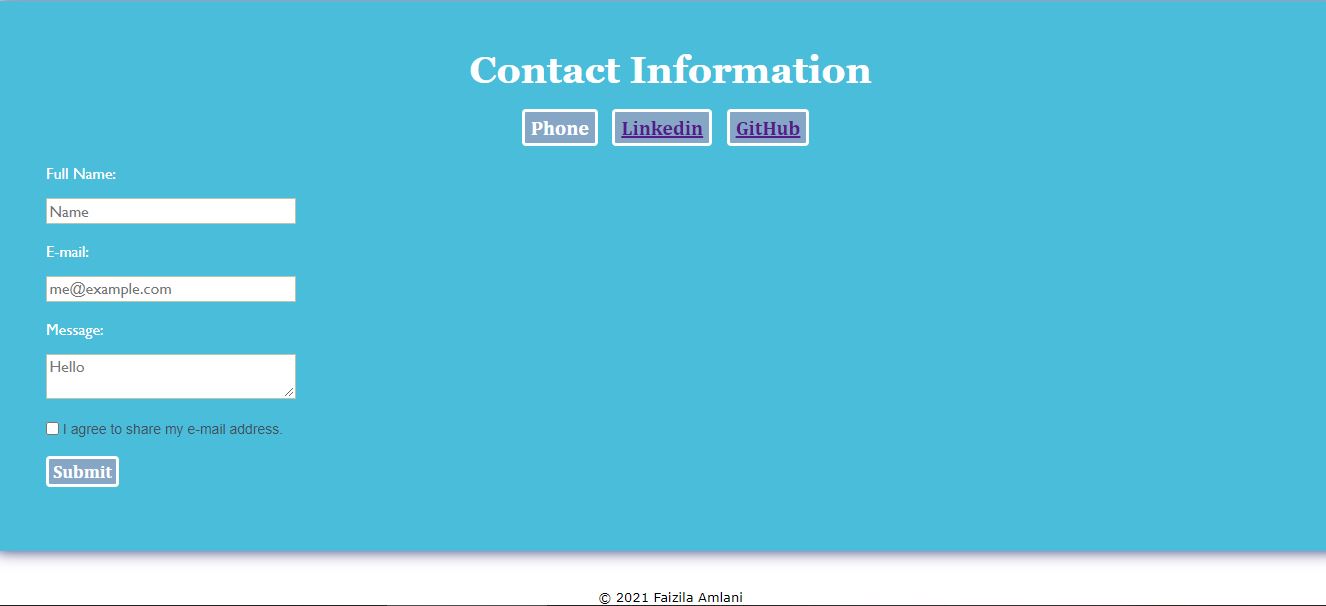 Contact Information
Phone Linkedin GitHub
Full Name:
Name
E-mail:
me@example.com
Message:
Hello
I agree to share my e-mail address.
Submit
© 2021 Faizila Amlani